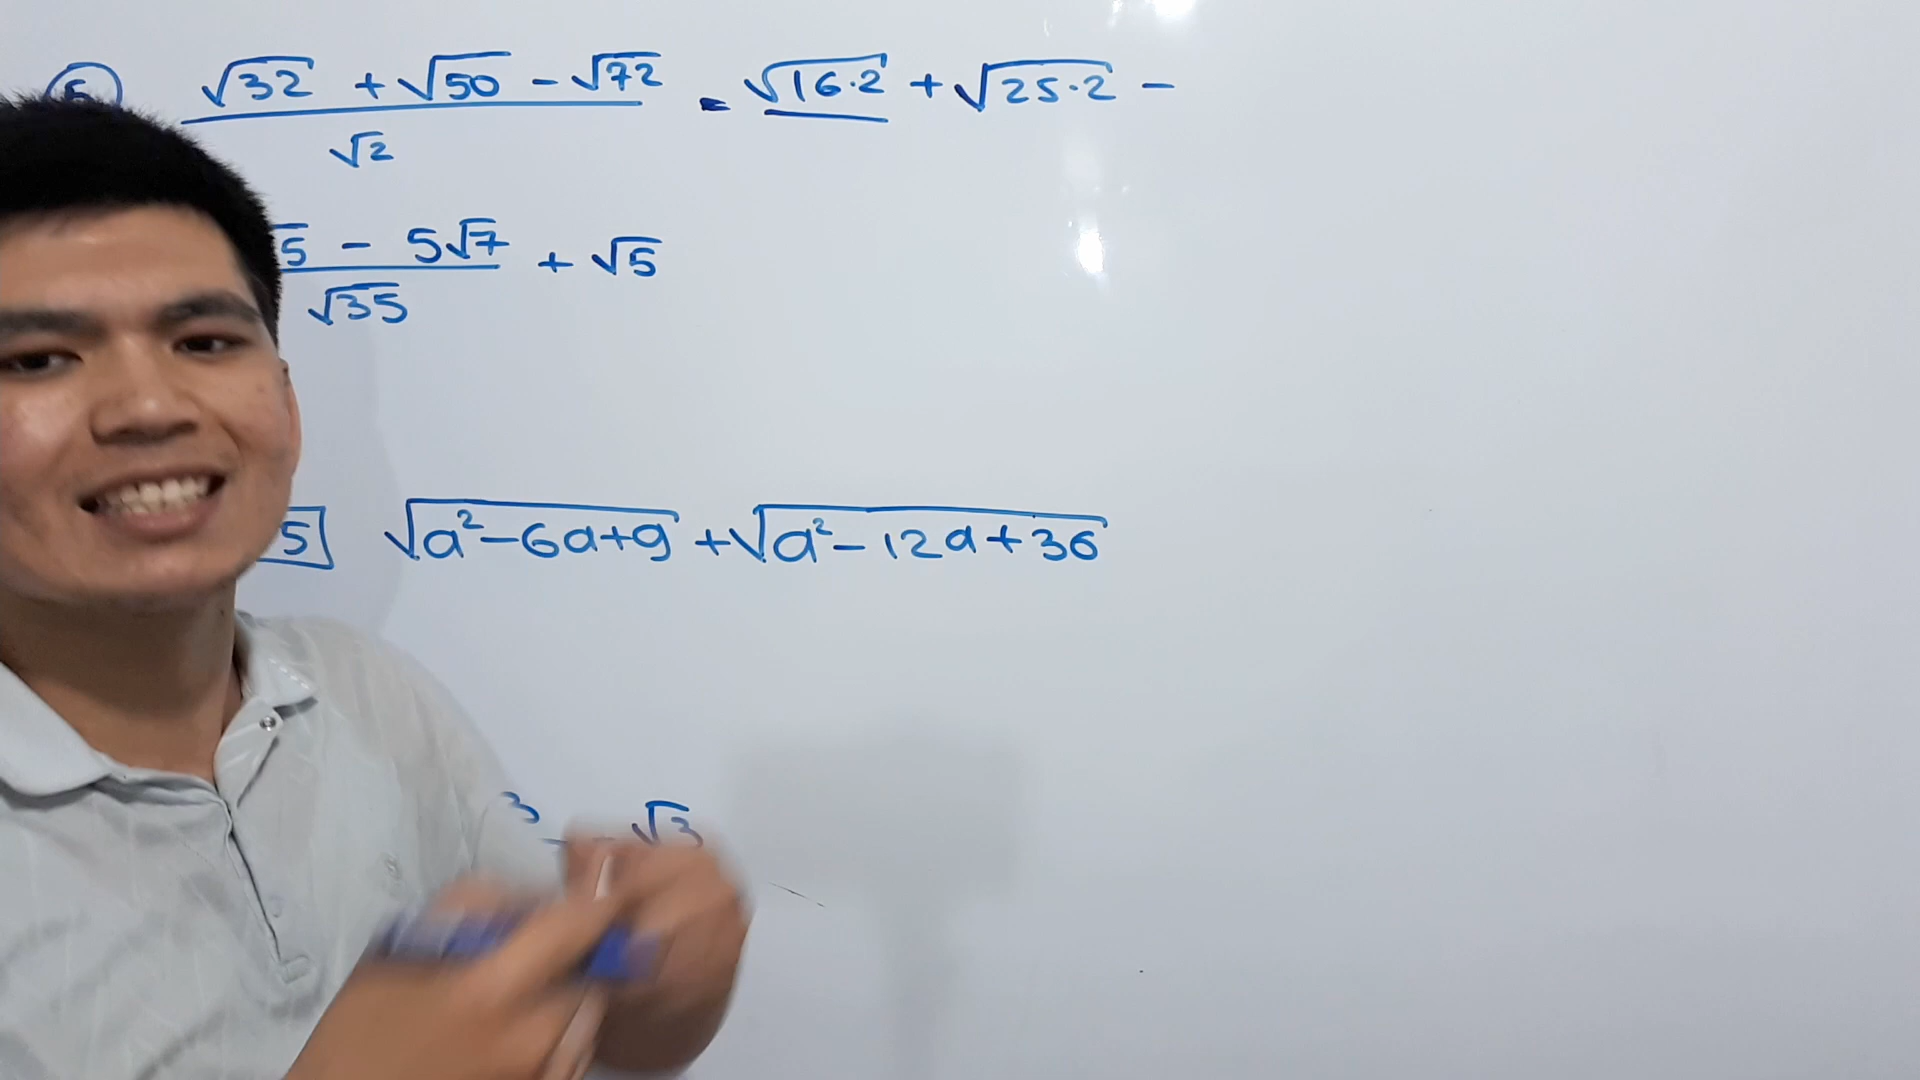 √32 + √50 - √72 / √2 = √16·2 + √25·2 -
5 - 5√7 / √35 + √5
5] √a²-6a+9 + √a²-12a+36
3 - √3